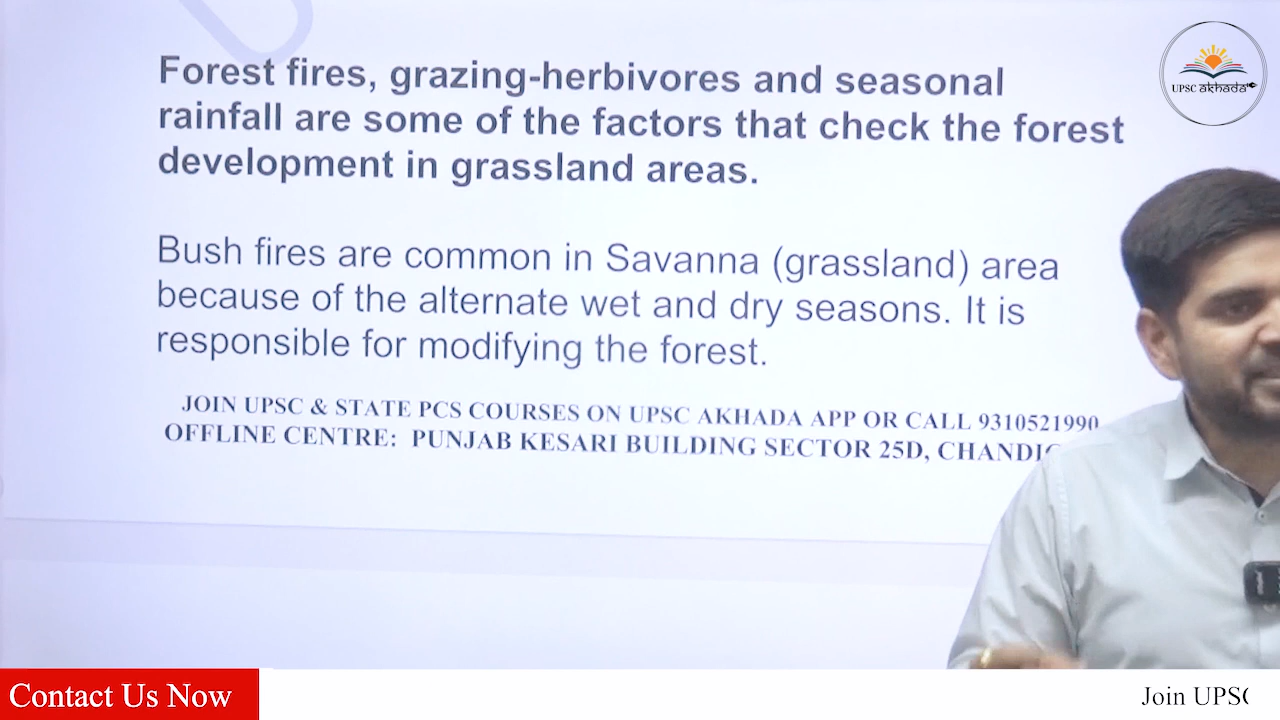 Forest fires, grazing-herbivores and seasonal
rainfall are some of the factors that check the forest
development in grassland areas.
Bush fires are common in Savanna (grassland) area
because of the alternate wet and dry seasons. It is
responsible for modifying the forest.
JOIN UPSC & STATE PCS COURSES ON UPSC AKHADA APP OR CALL 9310521990
OFFLINE CENTRE: PUNJAB KESARI BUILDING SECTOR 25D,
UPSC akhada
Contact Us Now
Join UPSC